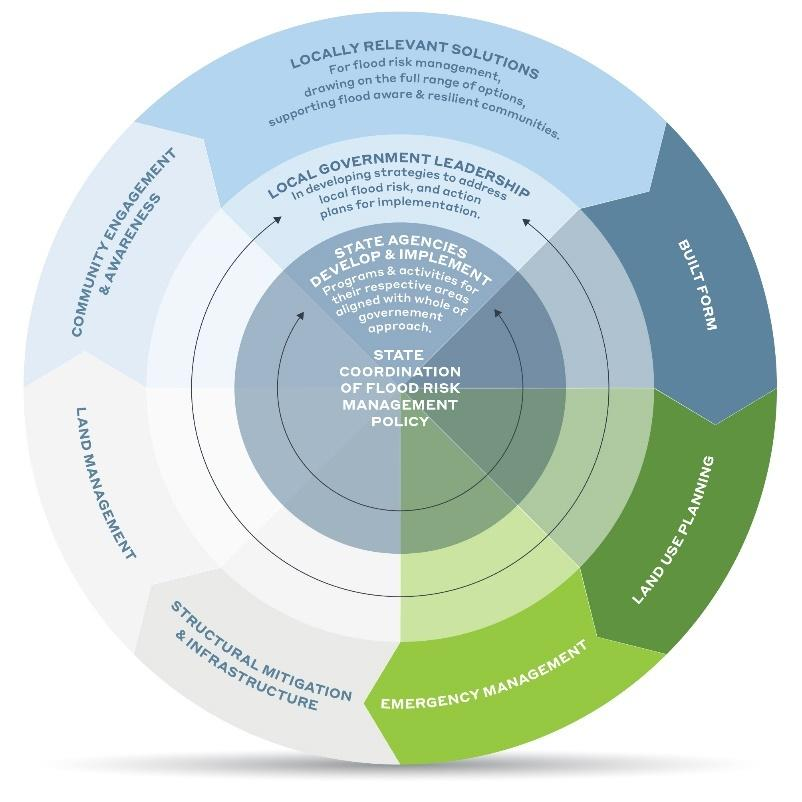 LOCALLY RELEVANT SOLUTIONS
For flood risk management,
drawing on the full range of options,
supporting flood aware & resilient communities.
LOCAL GOVERNMENT LEADERSHIP
In developing strategies to address
local flood risk, and action
plans for implementation.
STATE AGENCIES
DEVELOP & IMPLEMENT
Programs & activities for
their respective areas
aligned with whole of
governement
approach.
STATE
COORDINATION
OF FLOOD RISK
MANAGEMENT
POLICY
BUILT FORM
LAND USE PLANNING
EMERGENCY MANAGEMENT
STRUCTURAL MITIGATION
& INFRASTRUCTURE
LAND MANAGEMENT
COMMUNITY ENGAGEMENT
& AWARENESS